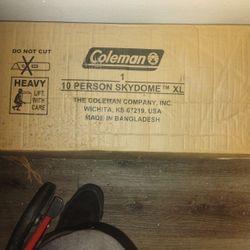 DO NOT CUT
Coleman
HEAVY
LIFT
WITH
CARE
1
10 PERSON SKYDOME™ XL
THE COLEMAN COMPANY, INC.
WICHITA, KS 67219, USA
MADE IN BANGLADESH